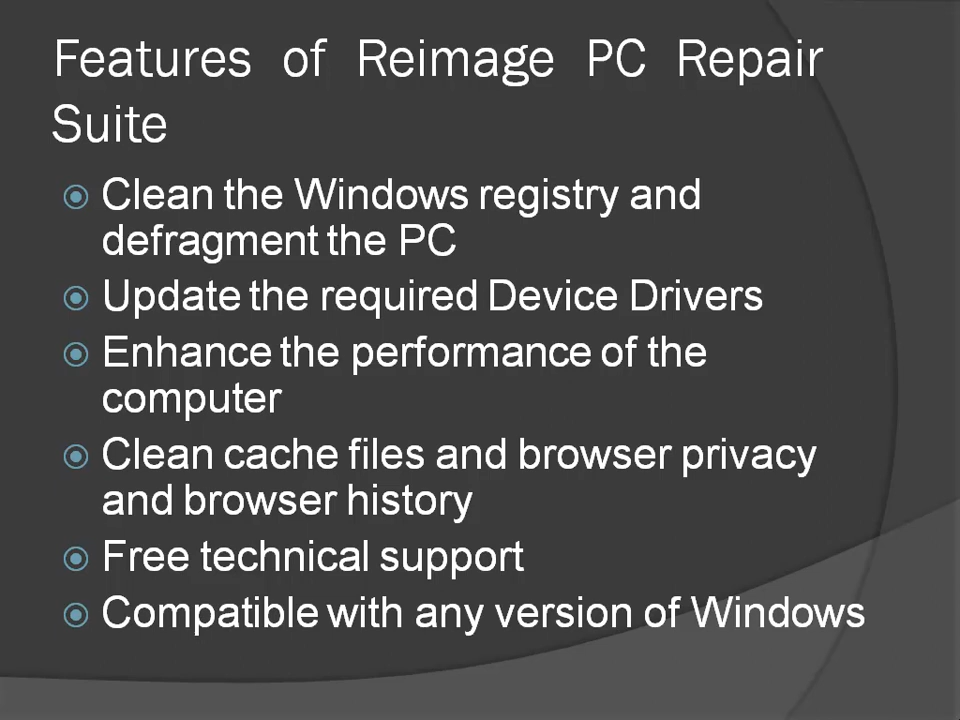 Features of Reimage PC Repair
Suite
Clean the Windows registry and
defragment the PC
Update the required Device Drivers
Enhance the performance of the
computer
Clean cache files and browser privacy
and browser history
Free technical support
Compatible with any version of Windows